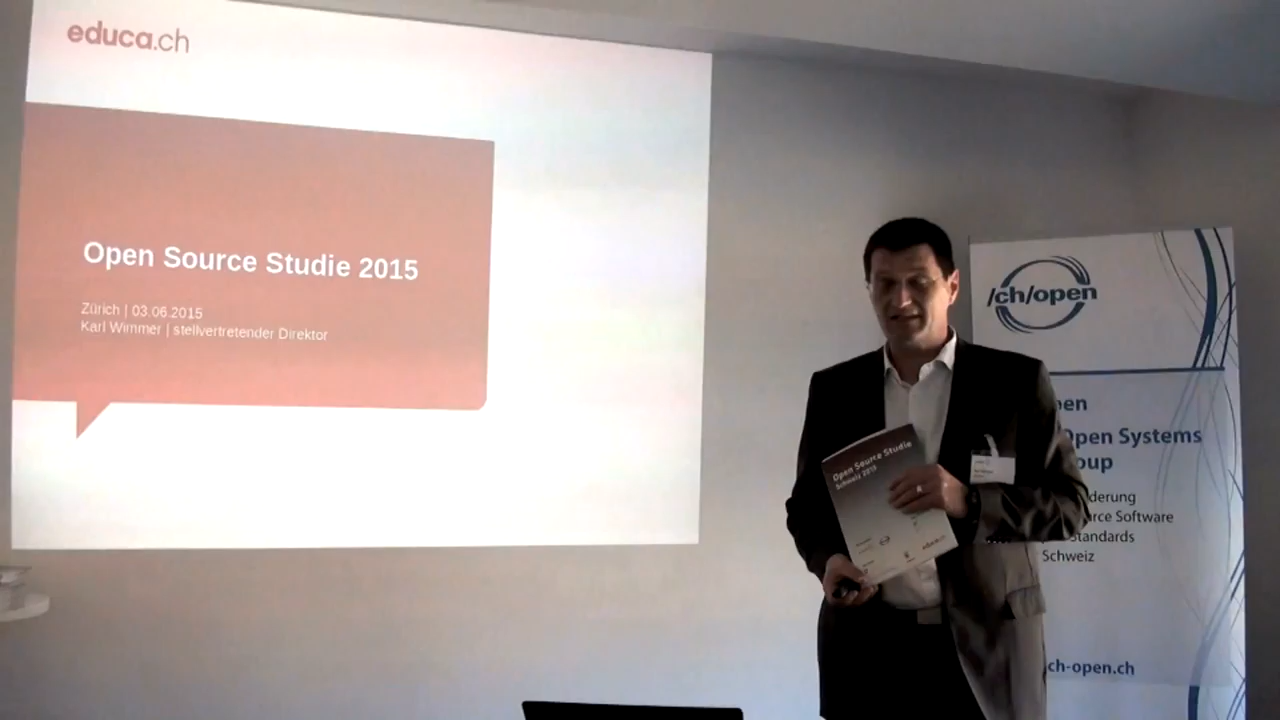 educa.ch
Open Source Studie 2015
Zürich | 03.06.2015
Karl Wimmer | stellvertretender Direktor
Open Source Studie
Schweiz 2015
educa.ch
/ch/open
pen
Open Systems
oup
derung
rce Software
Standards
Schweiz
ch-open.ch